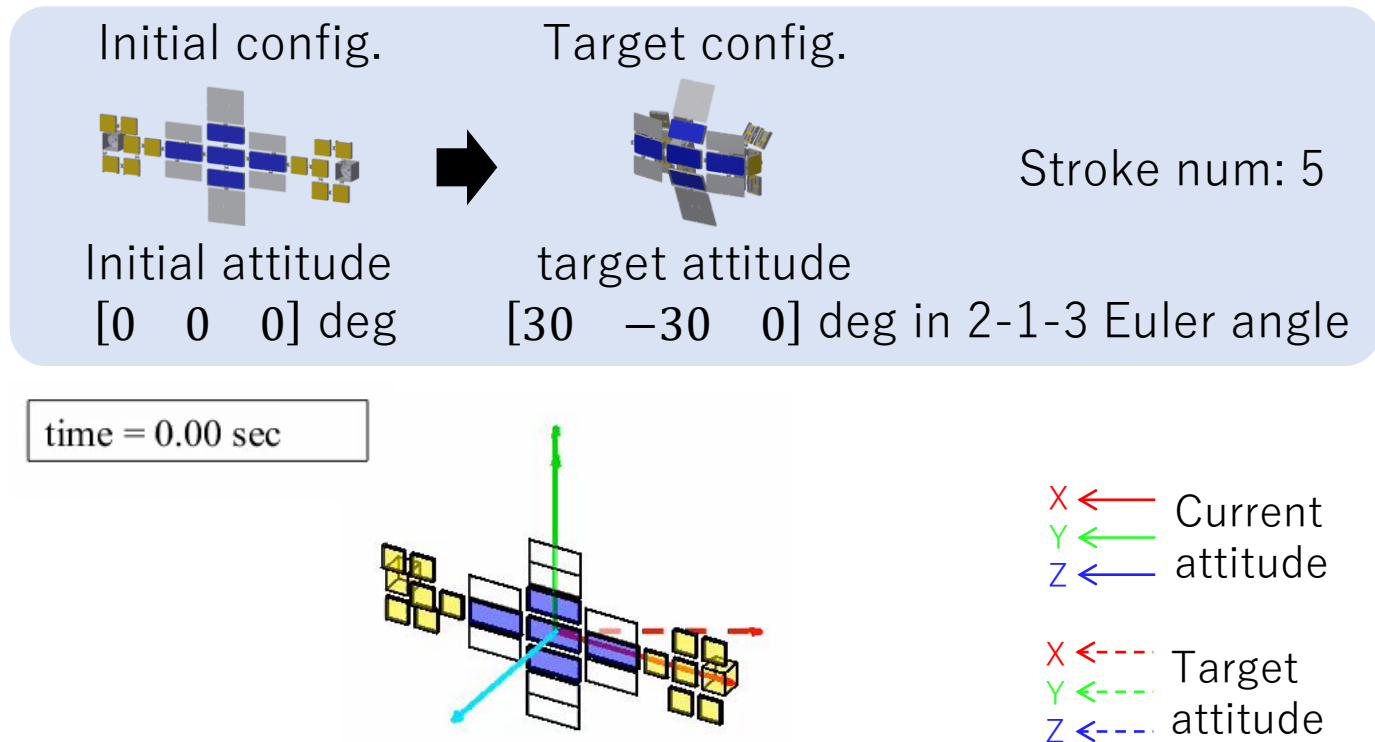 Initial config. Target config.
Stroke num: 5
Initial attitude target attitude
[0 0 0] deg [30 −30 0] deg in 2-1-3 Euler angle
time = 0.00 sec
X
Y
Z
Current
attitude
X
Y
Z
Target
attitude